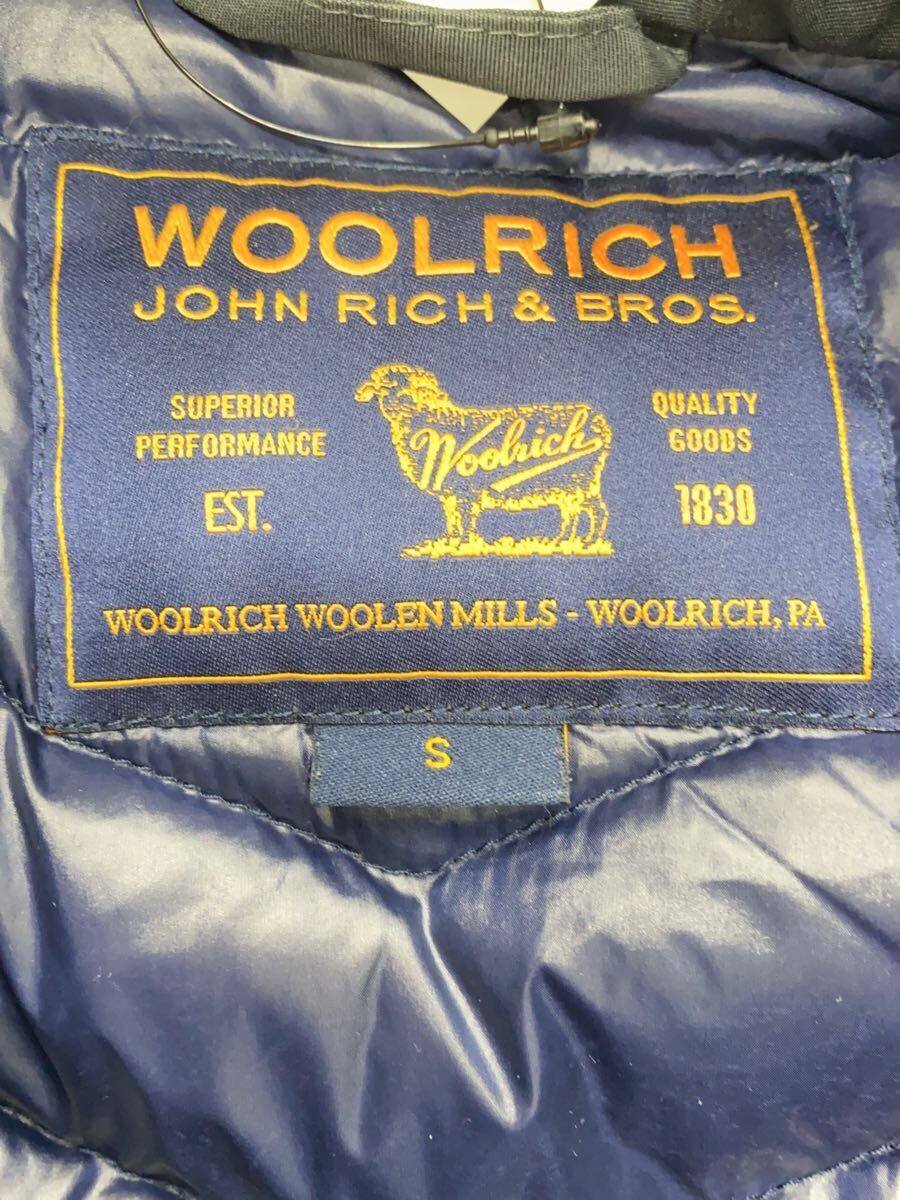 WOOLRICH
JOHN RICH & BROS.
SUPERIOR
PERFORMANCE
EST.
Woolrich
QUALITY
GOODS
1830
WOOLRICH WOOLEN MILLS - WOOLRICH, PA
S